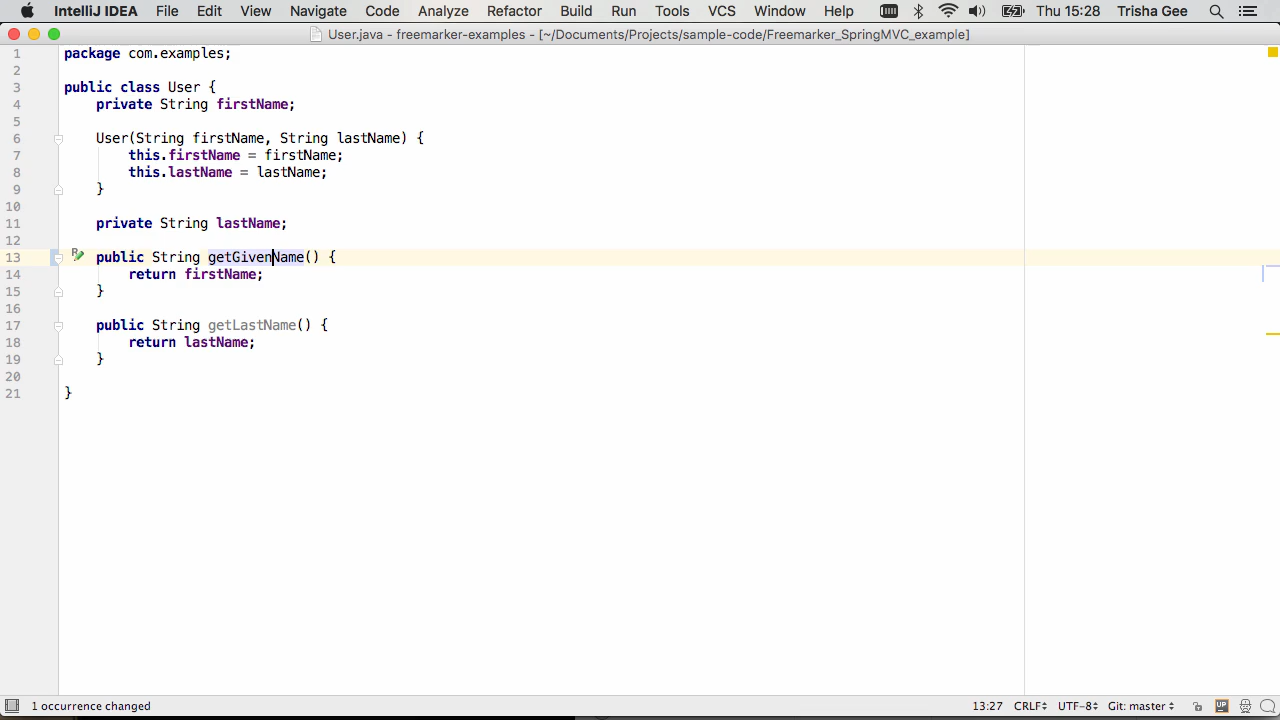 IntelliJ IDEA File Edit View Navigate Code Analyze Refactor Build Run Tools VCS Window Help Thu 15:28 Trisha Gee
User.java - freemarker-examples - [~/Documents/Projects/sample-code/Freemarker_SpringMVC_example]
1 package com.examples;
2
3 public class User {
4 private String firstName;
5
6 User(String firstName, String lastName) {
7 this.firstName = firstName;
8 this.lastName = lastName;
9 }
10
11 private String lastName;
12
13 public String getGivenName() {
14 return firstName;
15 }
16
17 public String getLastName() {
18 return lastName;
19 }
20
21 }
1 occurrence changed 13:27 CRLF UTF-8 Git: master UP